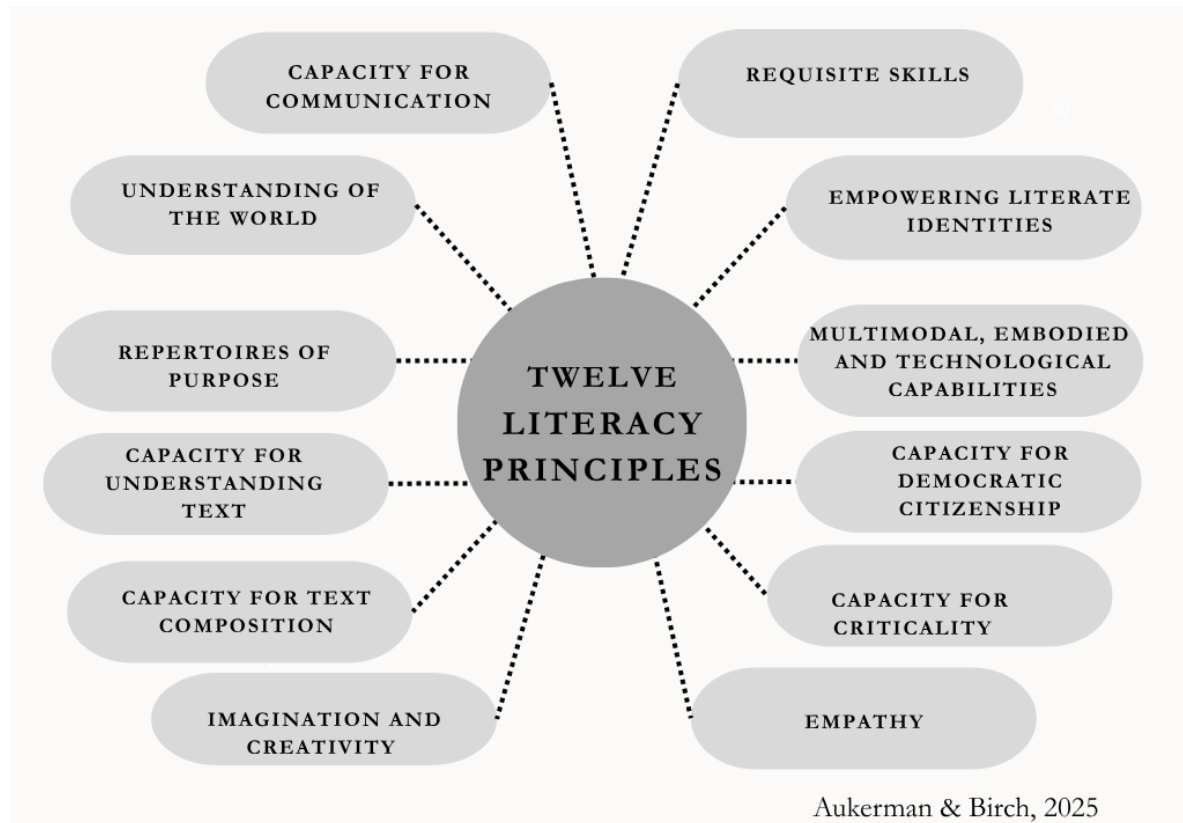 CAPACITY FOR
COMMUNICATION
REQUISITE SKILLS
W
UNDERSTANDING OF
THE WORLD
EMPOWERING LITERATE
IDENTITIES
REPERTOIRES OF
PURPOSE
MULTIMODAL, EMBODIED
AND TECHNOLOGICAL
CAPABILITIES
TWELVE
LITERACY
PRINCIPLES
CAPACITY FOR
UNDERSTANDING
TEXT
CAPACITY FOR
DEMOCRATIC
CITIZENSHIP
CAPACITY FOR TEXT
COMPOSITION
CAPACITY FOR
CRITICALITY
IMAGINATION AND
CREATIVITY
EMPATHY
Aukerman & Birch, 2025